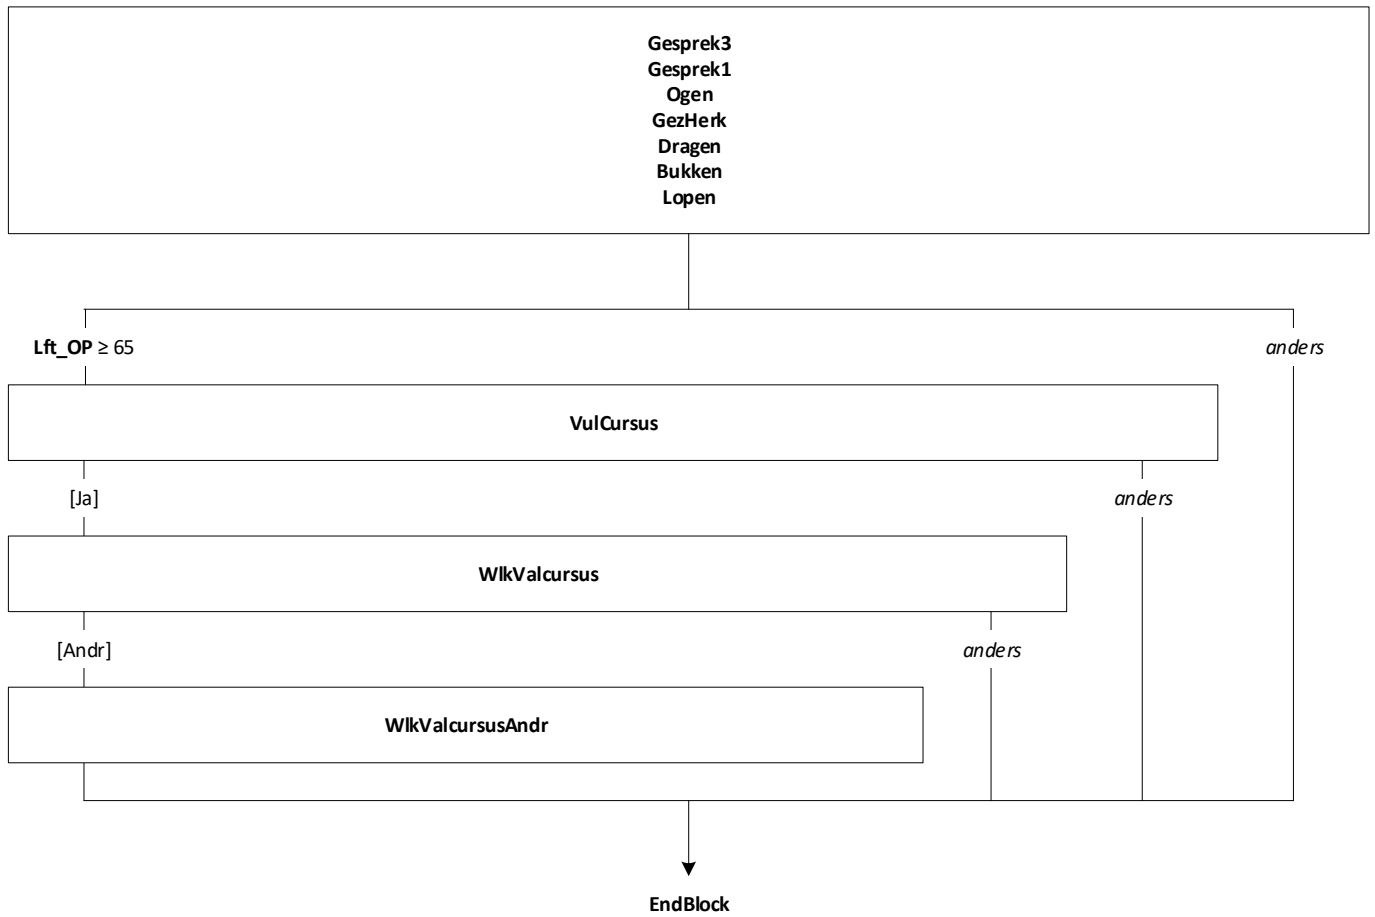 Gesprek3
Gesprek1
Ogen
GezHerk
Dragen
Bukken
Lopen
Lft_OP ≥ 65
anders
VulCursus
[Ja]
anders
WlkValcursus
[Andr]
anders
WlkValcursusAndr
EndBlock